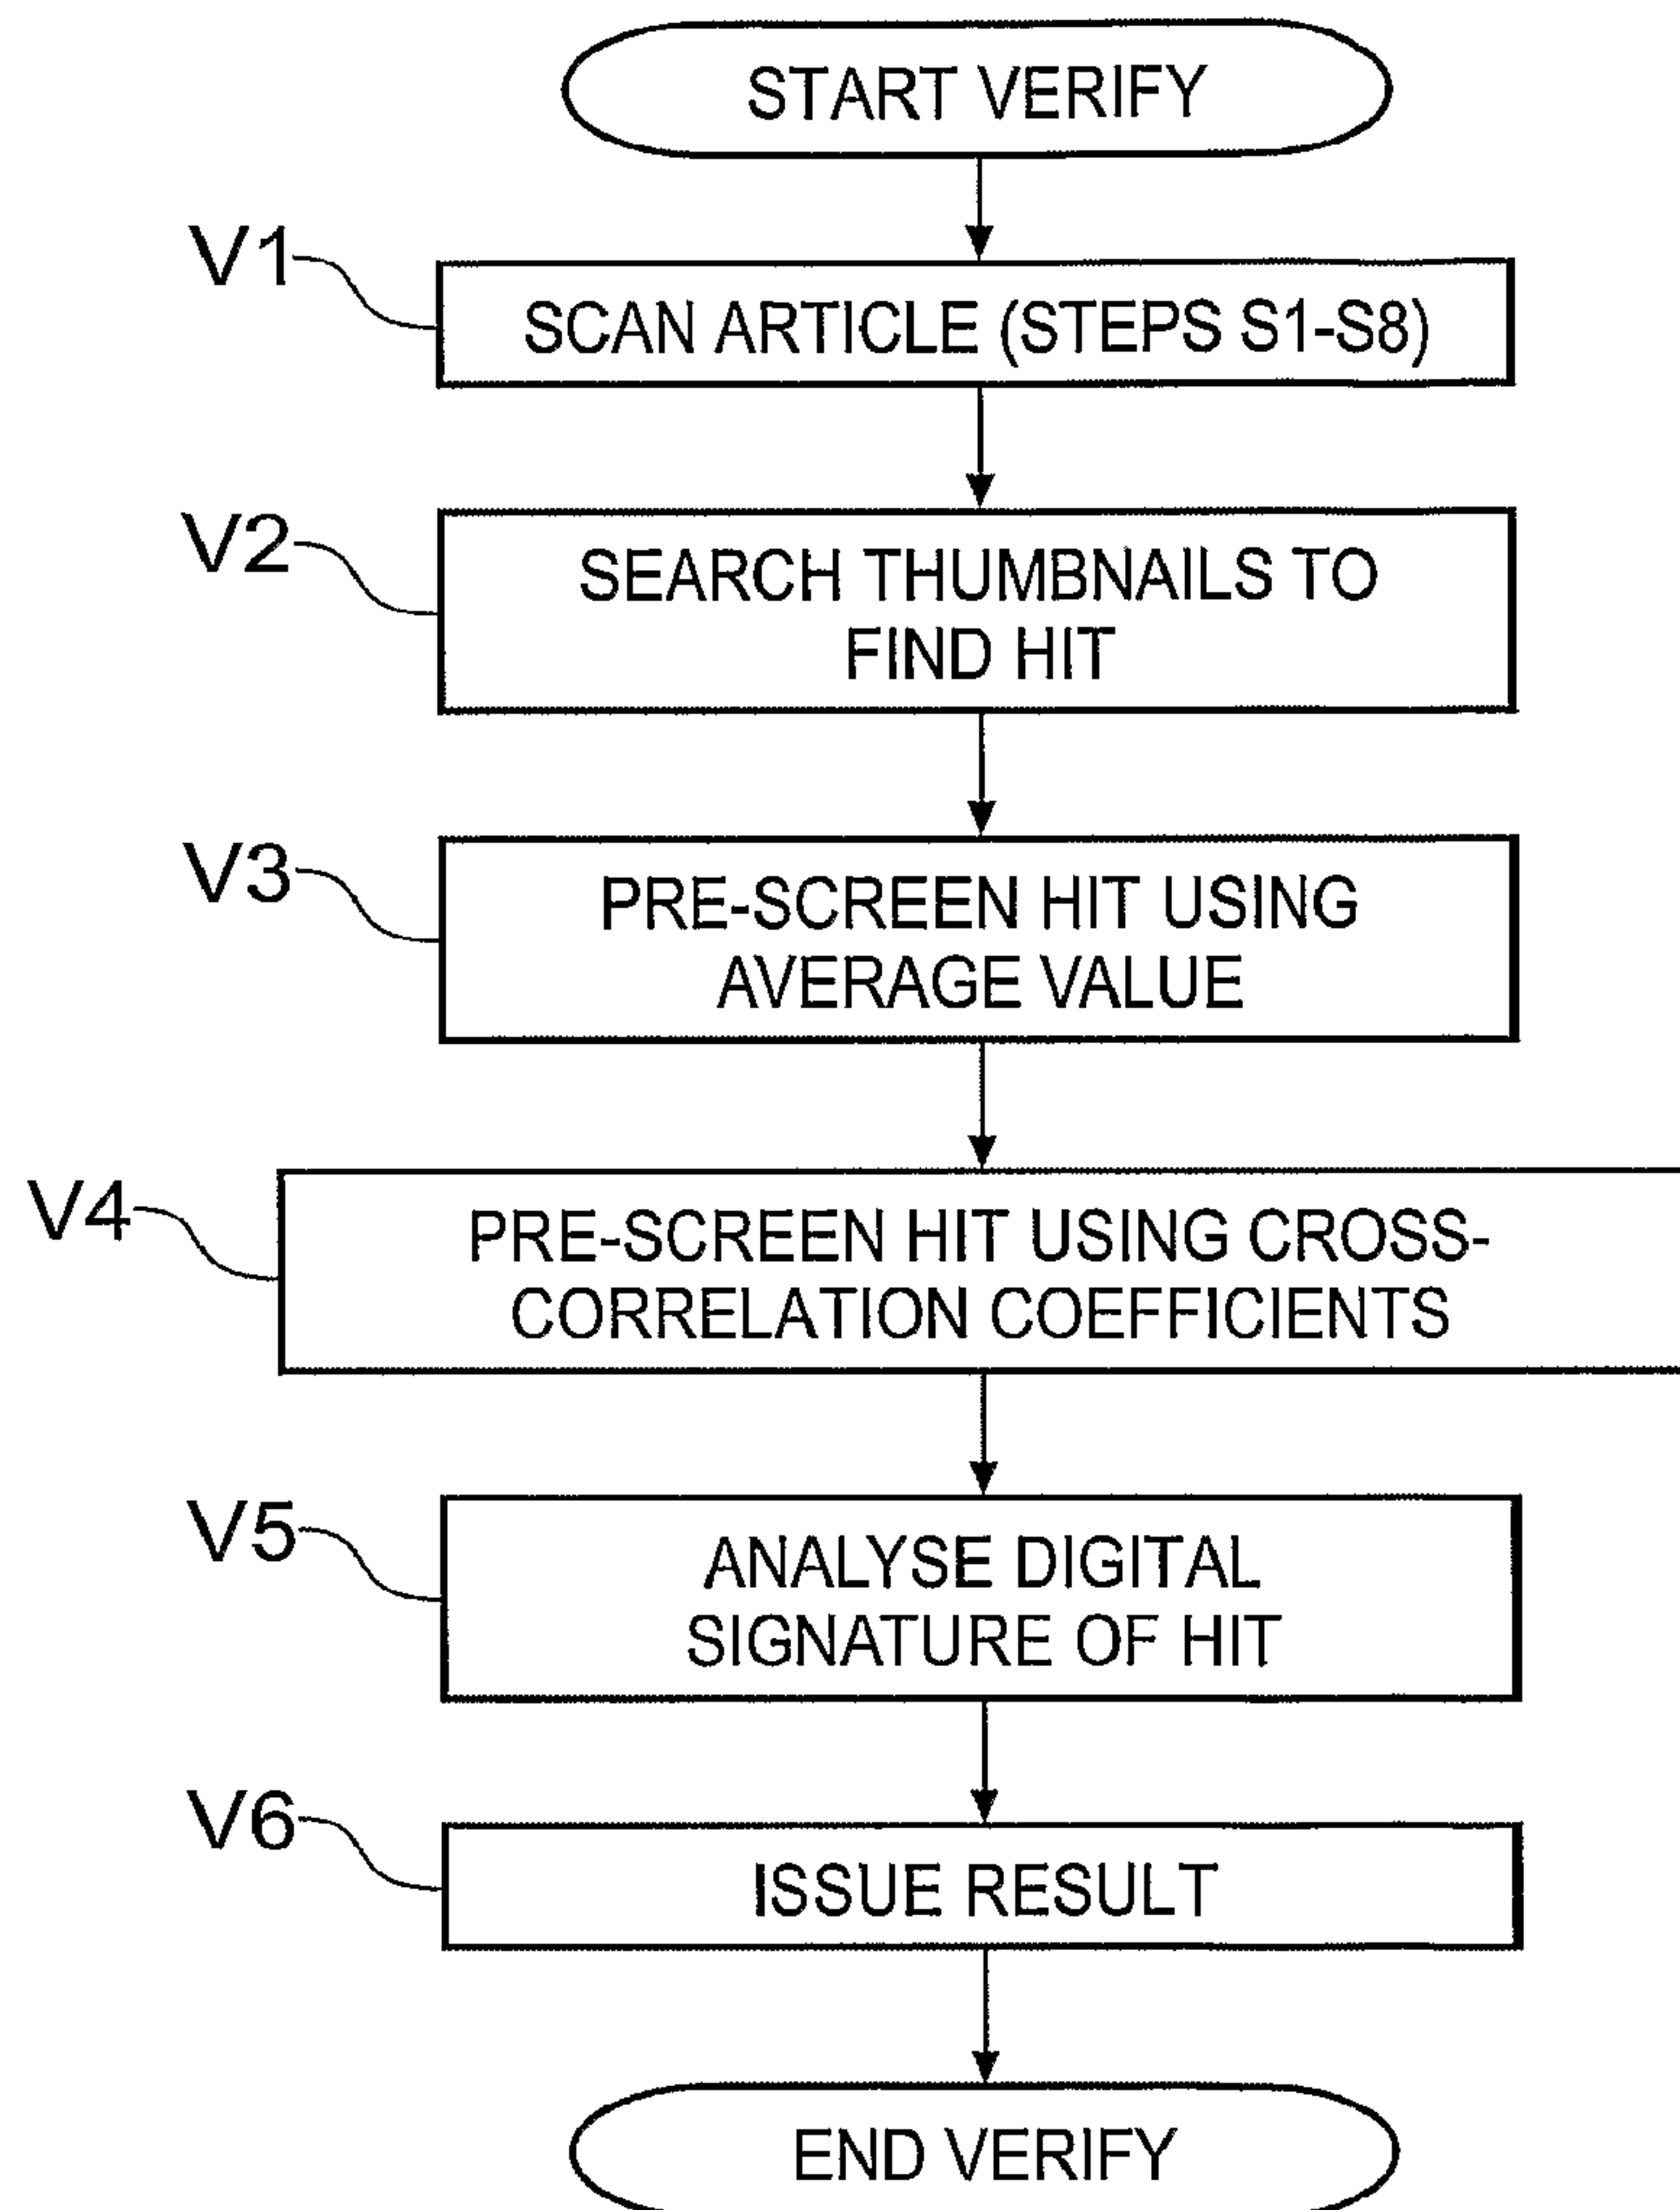 START VERIFY
V1
SCAN ARTICLE (STEPS S1-S8)
V2
SEARCH THUMBNAILS TO
FIND HIT
V3
PRE-SCREEN HIT USING
AVERAGE VALUE
V4
PRE-SCREEN HIT USING CROSS-
CORRELATION COEFFICIENTS
V5
ANALYSE DIGITAL
SIGNATURE OF HIT
V6
ISSUE RESULT
END VERIFY